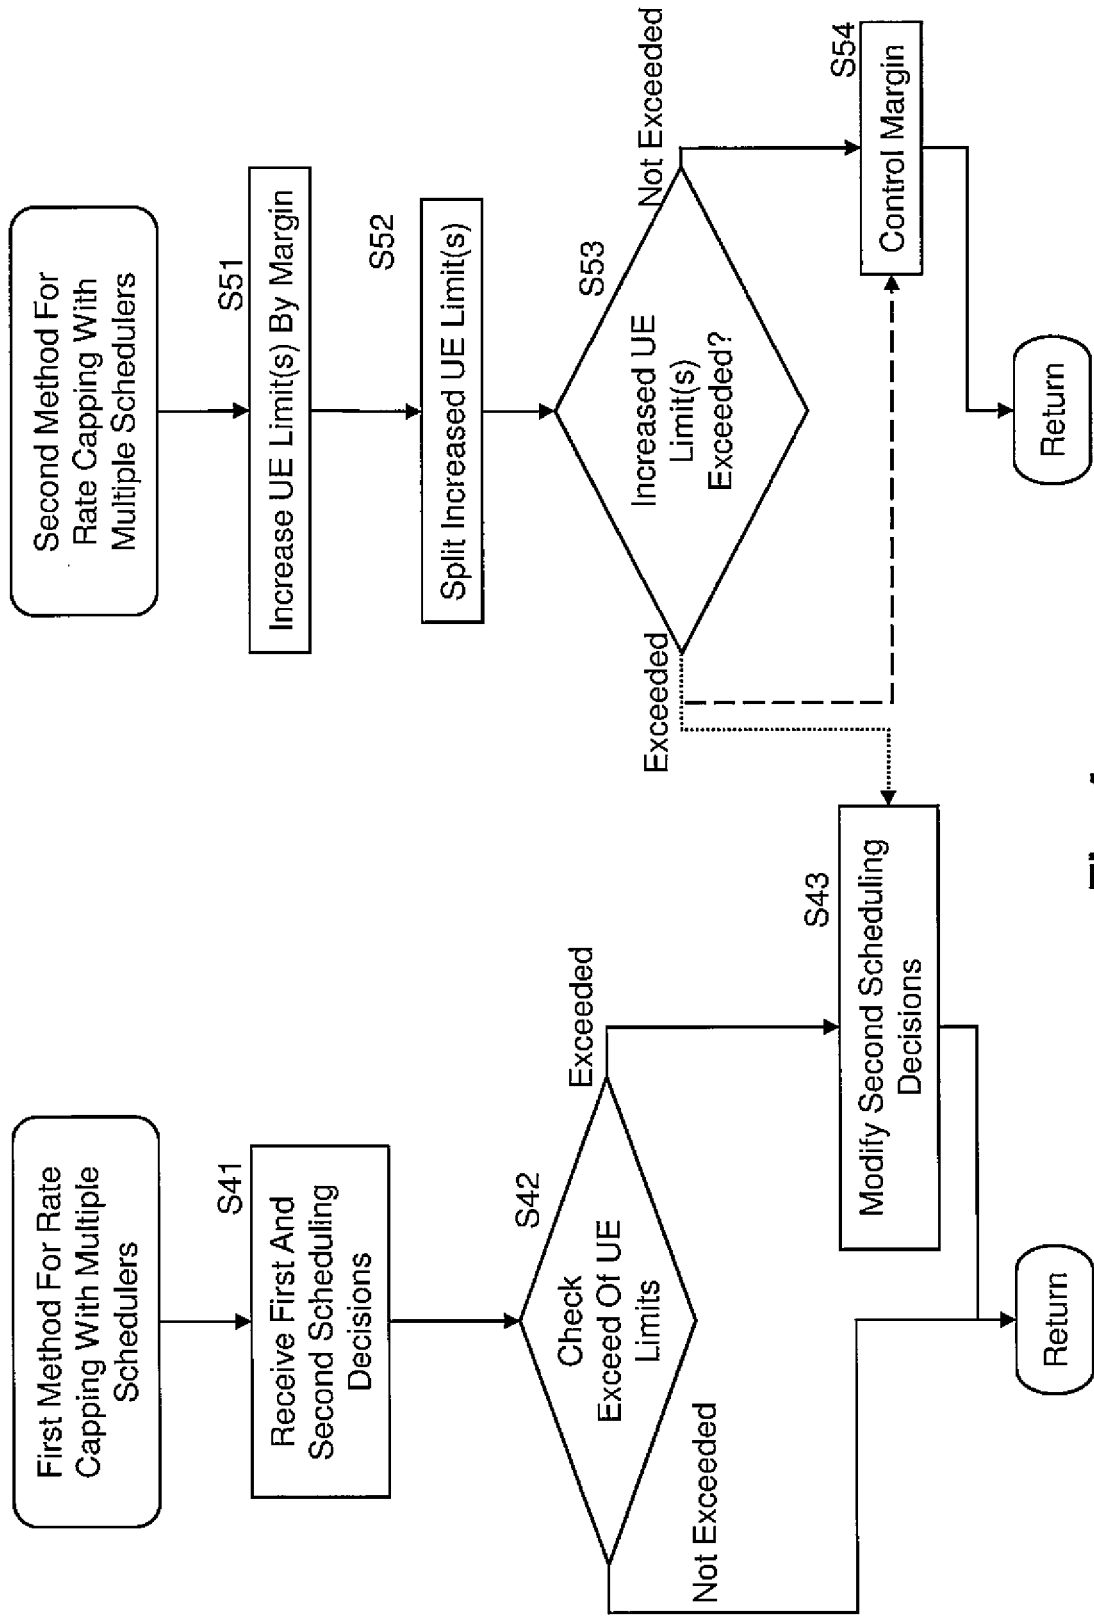 First Method For Rate
Capping With Multiple
Schedulers
S41
Receive First And
Second Scheduling
Decisions
S42
Check
Exceed Of UE
Limits
Exceeded
Not Exceeded
S43
Modify Second Scheduling
Decisions
Return
Second Method For
Rate Capping With
Multiple Schedulers
S51
Increase UE Limit(s) By Margin
S52
Split Increased UE Limit(s)
S53
Increased UE
Limit(s)
Exceeded?
Exceeded
Not Exceeded
S54
Control Margin
Return